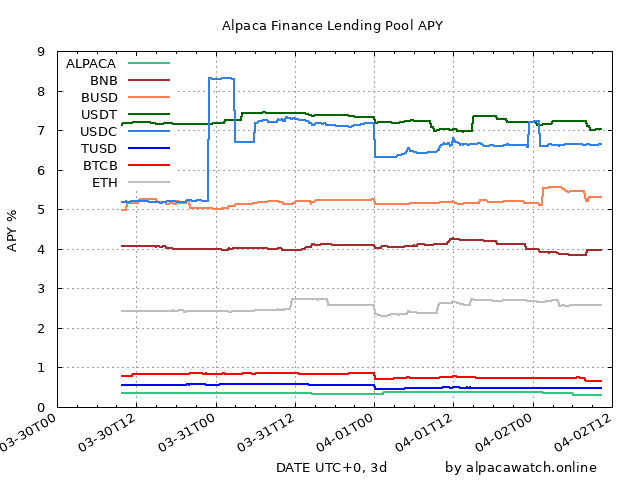 Alpaca Finance Lending Pool APY
APY %
9
8
7
6
5
4
3
2
1
0
ALPACA
BNB
BUSD
USDT
USDC
TUSD
BTCB
ETH
03-30T00
03-30T12
03-31T00
03-31T12
04-01T00
04-01T12
04-02T00
04-02T12
DATE UTC+0, 3d
by alpacawatch.online